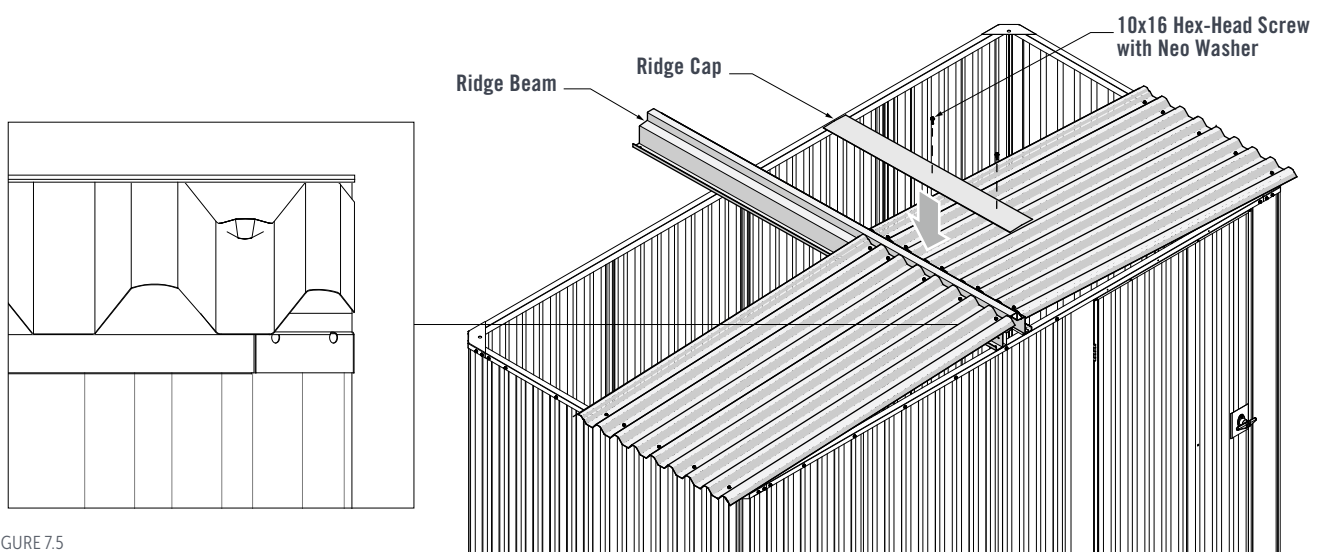 10x16 Hex-Head Screw
with Neo Washer
Ridge Cap
Ridge Beam
GURE 7.5